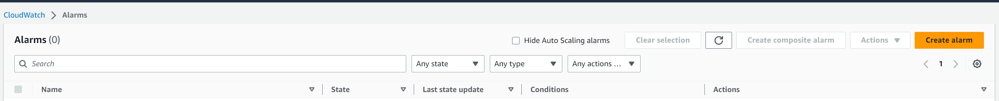 CloudWatch Alarms
Alarms (0) Hide Auto Scaling alarms Clear selection Create composite alarm Actions Create alarm
Search Any state Any type Any actions ... 1
Name State Last state update Conditions Actions